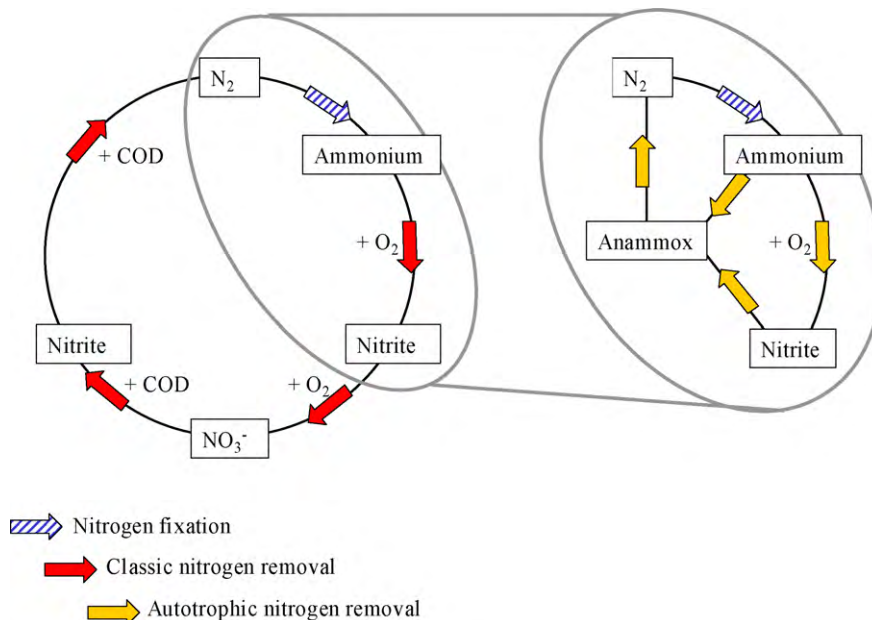 N₂
N₂
Ammonium
Ammonium
+ COD
+ O₂
+ O₂
Anammox
Nitrite
Nitrite
Nitrite
+ COD
+ O₂
NO₃⁻
Nitrogen fixation
Classic nitrogen removal
Autotrophic nitrogen removal